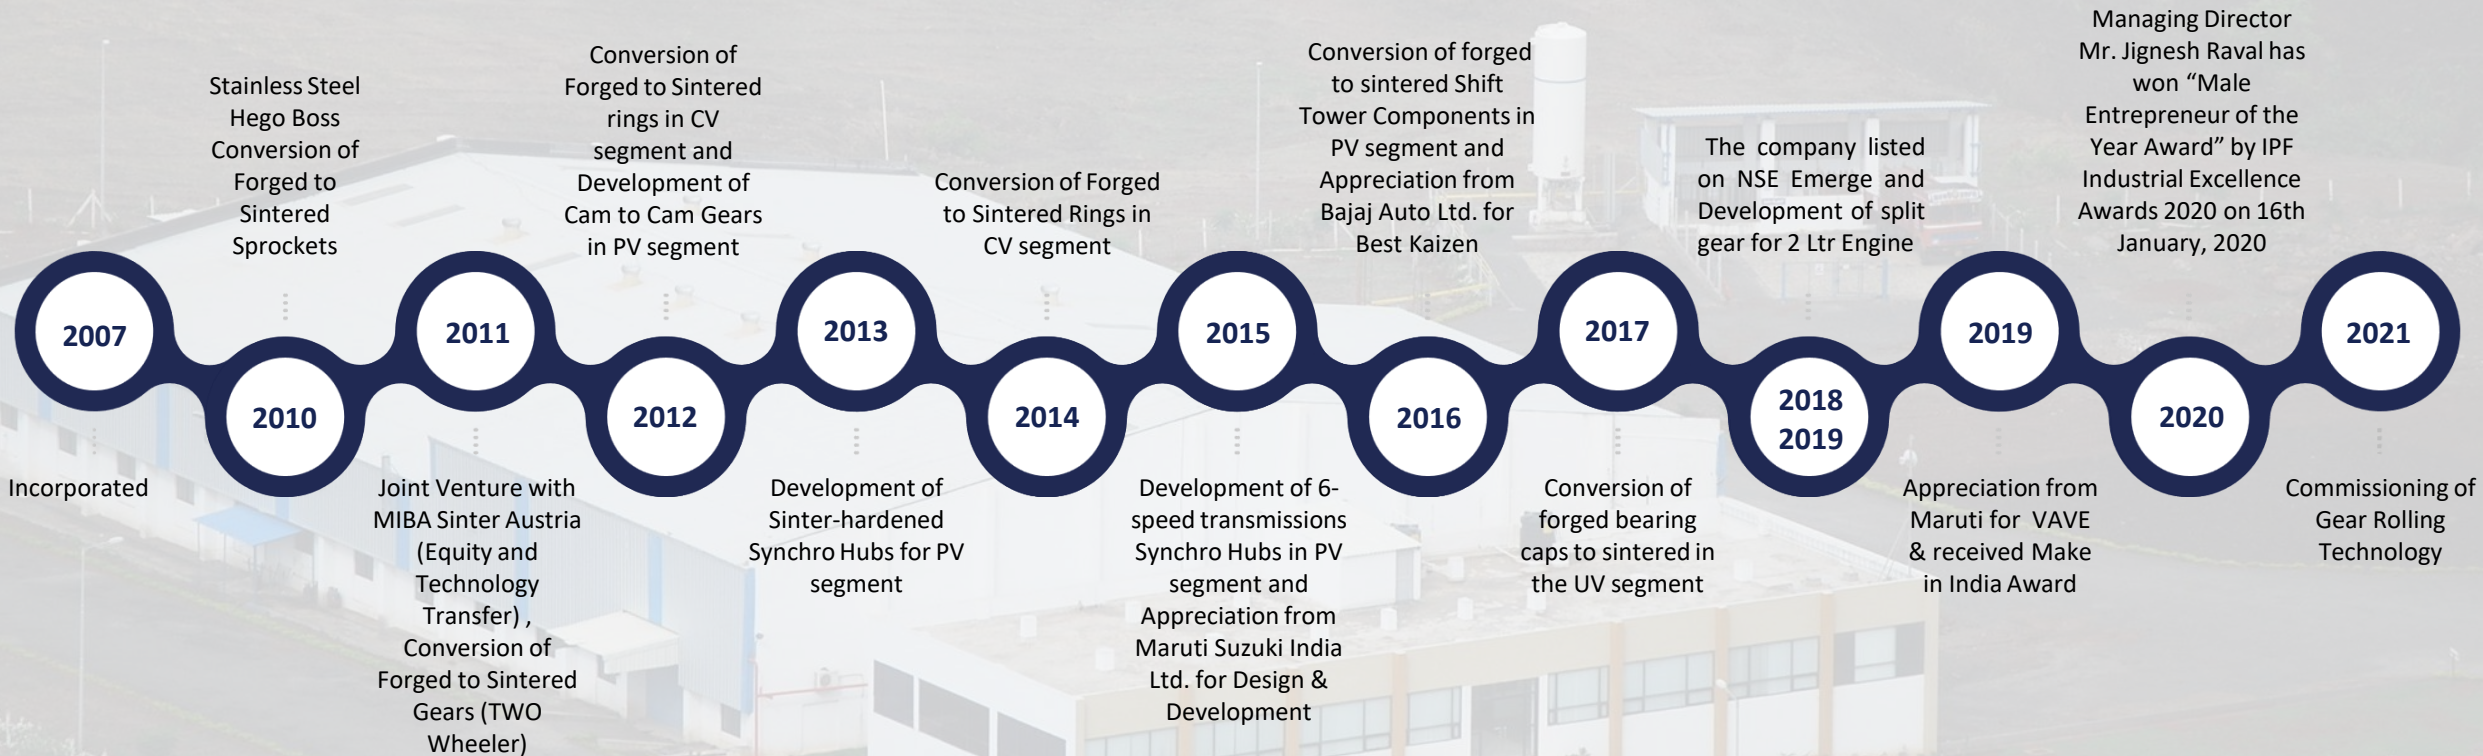 2007
Incorporated
Stainless Steel
Hego Boss
Conversion of
Forged to
Sintered
Sprockets
2010
2011
Joint Venture with
MIBA Sinter Austria
(Equity and
Technology
Transfer) ,
Conversion of
Forged to Sintered
Gears (TWO
Wheeler)
Conversion of
Forged to Sintered
rings in CV
segment and
Development of
Cam to Cam Gears
in PV segment
2012
2013
Development of
Sinter-hardened
Synchro Hubs for PV
segment
Conversion of Forged
to Sintered Rings in
CV segment
2014
2015
Development of 6-
speed transmissions
Synchro Hubs in PV
segment and
Appreciation from
Maruti Suzuki India
Ltd. for Design &
Development
Conversion of forged
to sintered Shift
Tower Components in
PV segment and
Appreciation from
Bajaj Auto Ltd. for
Best Kaizen
2016
2017
Conversion of
forged bearing
caps to sintered in
the UV segment
The company listed
on NSE Emerge and
Development of split
gear for 2 Ltr Engine
2018
2019
2019
Appreciation from
Maruti for VAVE
& received Make
in India Award
Managing Director
Mr. Jignesh Raval has
won “Male
Entrepreneur of the
Year Award” by IPF
Industrial Excellence
Awards 2020 on 16th
January, 2020
2020
2021
Commissioning of
Gear Rolling
Technology